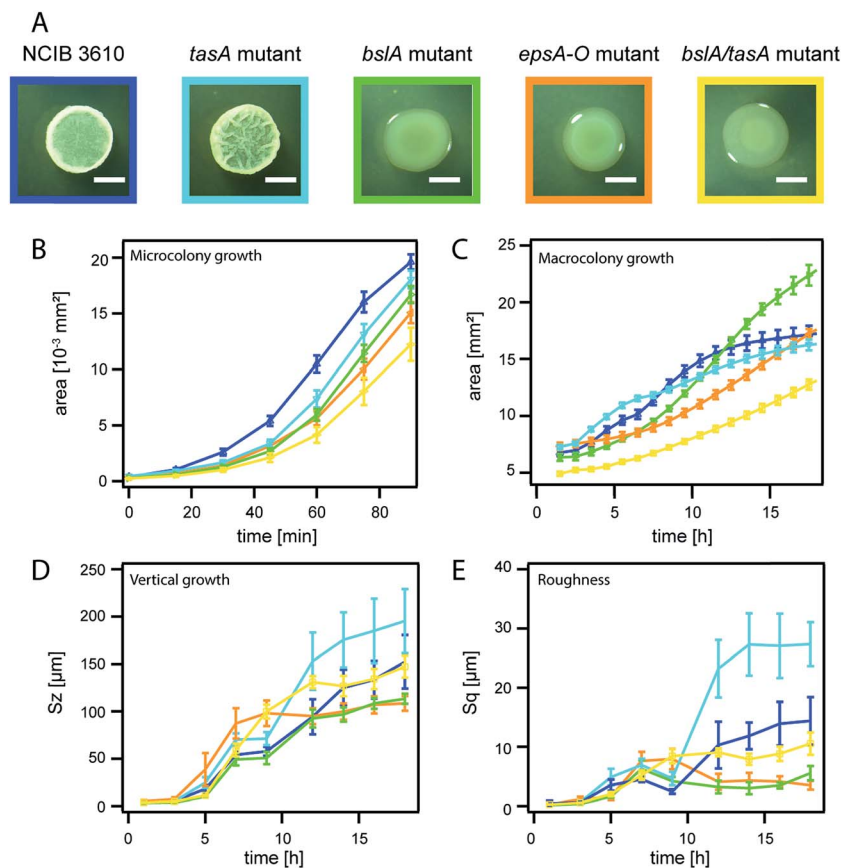 A
NCIB 3610 tasA mutant bslA mutant epsA-O mutant bslA/tasA mutant
B
Microcolony growth
area [10⁻³ mm²]
20
15
10
5
0
0 20 40 60 80
time [min]
C
Macrocolony growth
area [mm²]
25
20
15
10
5
0 5 10 15
time [h]
D
Vertical growth
Sz [µm]
250
200
150
100
50
0
0 5 10 15
time [h]
E
Roughness
Sq [µm]
40
30
20
10
0
0 5 10 15
time [h]